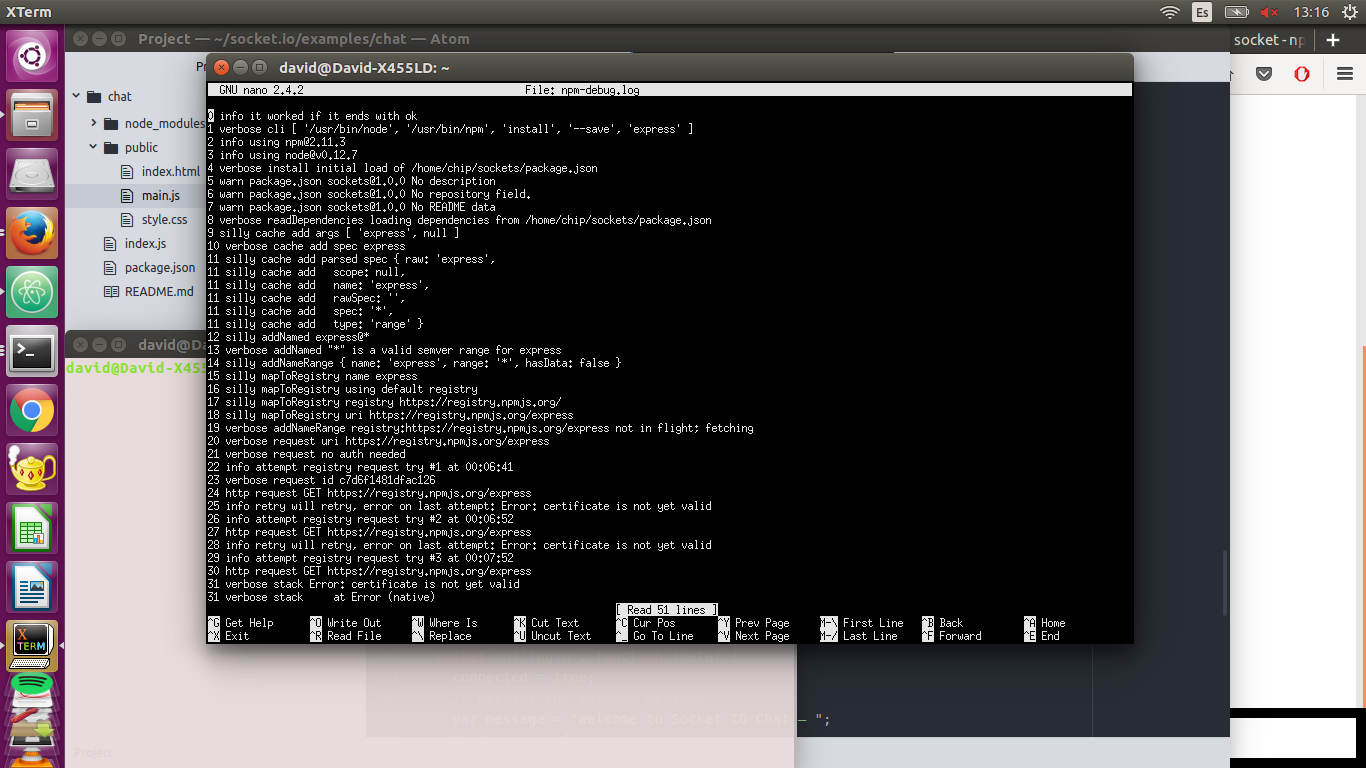 XTerm
Es
13:16
Project — ~/socket.io/examples/chat — Atom
socket - np
chat
node_modules
public
index.html
main.js
style.css
index.js
package.json
README.md
david@David-X455LD: ~
GNU nano 2.4.2 File: npm-debug.log
0 info it worked if it ends with ok
1 verbose cli [ '/usr/bin/node', '/usr/bin/npm', 'install', '--save', 'express' ]
2 info using npm@2.11.3
3 info using node@v0.12.7
4 verbose install initial load of /home/chip/sockets/package.json
5 warn package.json sockets@1.0.0 No description
6 warn package.json sockets@1.0.0 No repository field.
7 warn package.json sockets@1.0.0 No README data
8 verbose readDependencies loading dependencies from /home/chip/sockets/package.json
9 silly cache add args [ 'express', null ]
10 verbose cache add spec express
11 silly cache add parsed spec { raw: 'express',
11 silly cache add   scope: null,
11 silly cache add   name: 'express',
11 silly cache add   rawSpec: '',
11 silly cache add   spec: '*',
11 silly cache add   type: 'range' }
12 silly addNamed express@*
13 verbose addNamed "*" is a valid semver range for express
14 silly addNameRange { name: 'express', range: '*', hasData: false }
15 silly mapToRegistry name express
16 silly mapToRegistry using default registry
17 silly mapToRegistry registry https://registry.npmjs.org/
18 silly mapToRegistry uri https://registry.npmjs.org/express
19 verbose addNameRange registry:https://registry.npmjs.org/express not in flight; fetching
20 verbose request uri https://registry.npmjs.org/express
21 verbose request no auth needed
22 info attempt registry request try #1 at 00:06:41
23 verbose request id c7d6f1481dfac126
24 http request GET https://registry.npmjs.org/express
25 info retry will retry, error on last attempt: Error: certificate is not yet valid
26 info attempt registry request try #2 at 00:06:52
27 http request GET https://registry.npmjs.org/express
28 info retry will retry, error on last attempt: Error: certificate is not yet valid
29 info attempt registry request try #3 at 00:07:52
30 http request GET https://registry.npmjs.org/express
31 verbose stack Error: certificate is not yet valid
31 verbose stack     at Error (native)
[ Read 51 lines ]
^G Get Help ^O Write Out ^W Where Is ^K Cut Text ^C Cur Pos ^Y Prev Page M-\ First Line ^B Back ^A Home
^X Exit ^R Read File ^\ Replace ^U Uncut Text ^_ Go To Line ^V Next Page M-/ Last Line ^F Forward ^E End
david@Da
david@David-X455
connected = true;
var message = "Welcome to Socket.IO Chat — ";
Project